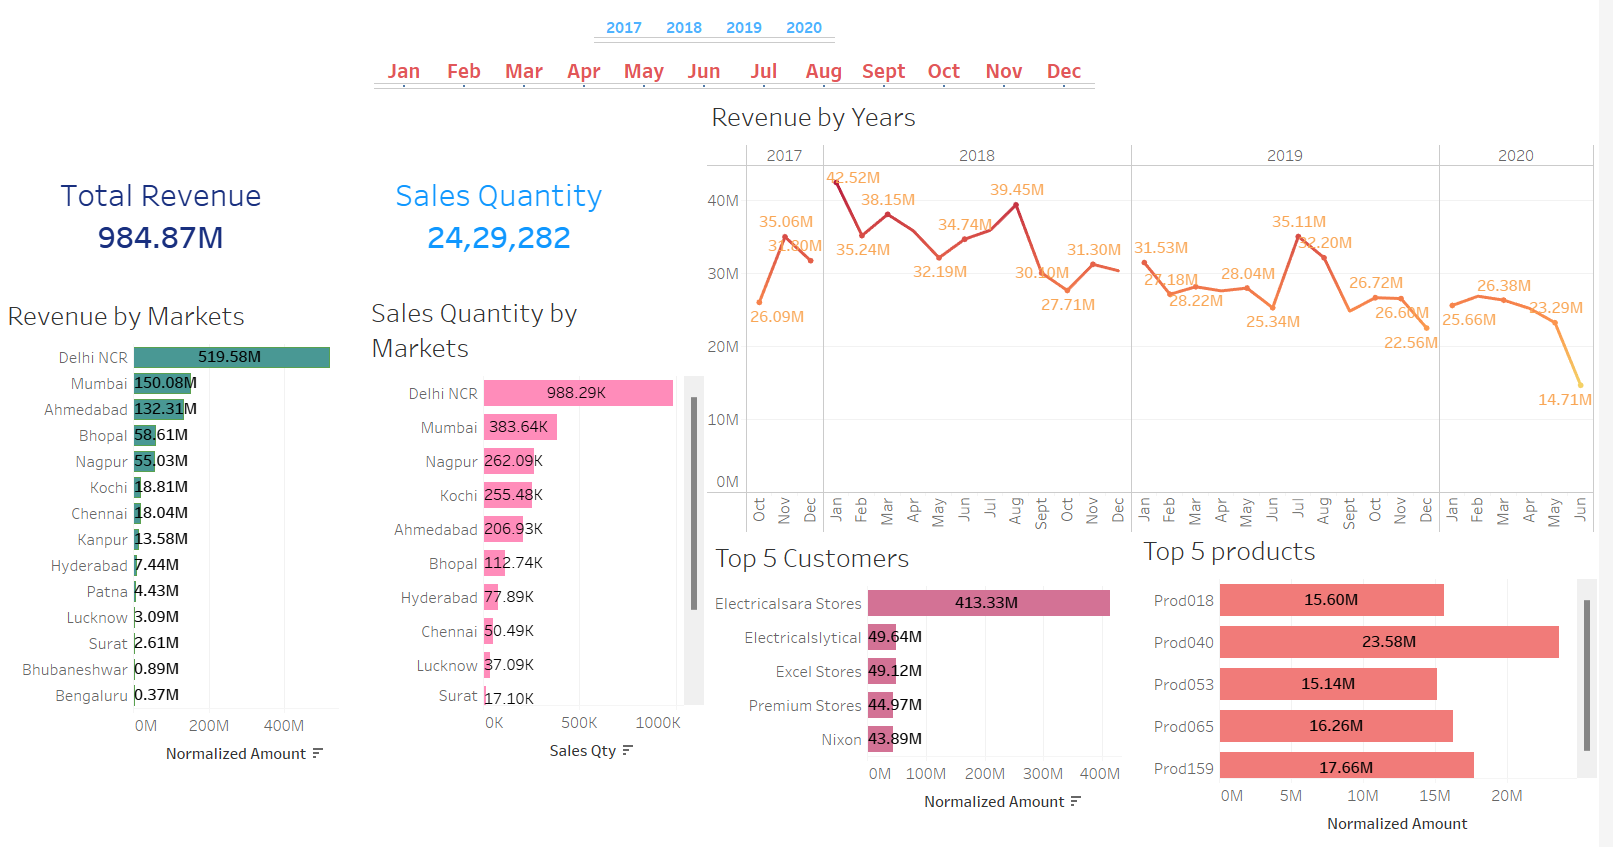 2017 2018 2019 2020
Jan Feb Mar Apr May Jun Jul Aug Sept Oct Nov Dec
Total Revenue
984.87M
Sales Quantity
24,29,282
Revenue by Years
2017 2018 2019 2020
40M
30M
20M
10M
0M
26.09M
35.06M
31.80M
42.52M
35.24M
38.15M
32.19M
34.74M
39.45M
30.10M
27.71M
31.30M
31.53M
27.18M
28.22M
28.04M
25.34M
35.11M
32.20M
26.72M
26.60M
22.56M
25.66M
26.38M
23.29M
14.71M
Oct Nov Dec Jan Feb Mar Apr May Jun Jul Aug Sept Oct Nov Dec Jan Feb Mar Apr May Jun Jul Aug Sept Oct Nov Dec Jan Feb Mar Apr May Jun
Revenue by Markets
Delhi NCR 519.58M
Mumbai 150.08M
Ahmedabad 132.31M
Bhopal 58.61M
Nagpur 55.03M
Kochi 18.81M
Chennai 18.04M
Kanpur 13.58M
Hyderabad 7.44M
Patna 4.43M
Lucknow 3.09M
Surat 2.61M
Bhubaneshwar 0.89M
Bengaluru 0.37M
0M 200M 400M
Normalized Amount
Sales Quantity by
Markets
Delhi NCR 988.29K
Mumbai 383.64K
Nagpur 262.09K
Kochi 255.48K
Ahmedabad 206.93K
Bhopal 112.74K
Hyderabad 77.89K
Chennai 50.49K
Lucknow 37.09K
Surat 17.10K
0K 500K 1000K
Sales Qty
Top 5 Customers
Electricalsara Stores 413.33M
Electricalslytical 49.64M
Excel Stores 49.12M
Premium Stores 44.97M
Nixon 43.89M
0M 100M 200M 300M 400M
Normalized Amount
Top 5 products
Prod018 15.60M
Prod040 23.58M
Prod053 15.14M
Prod065 16.26M
Prod159 17.66M
0M 5M 10M 15M 20M
Normalized Amount